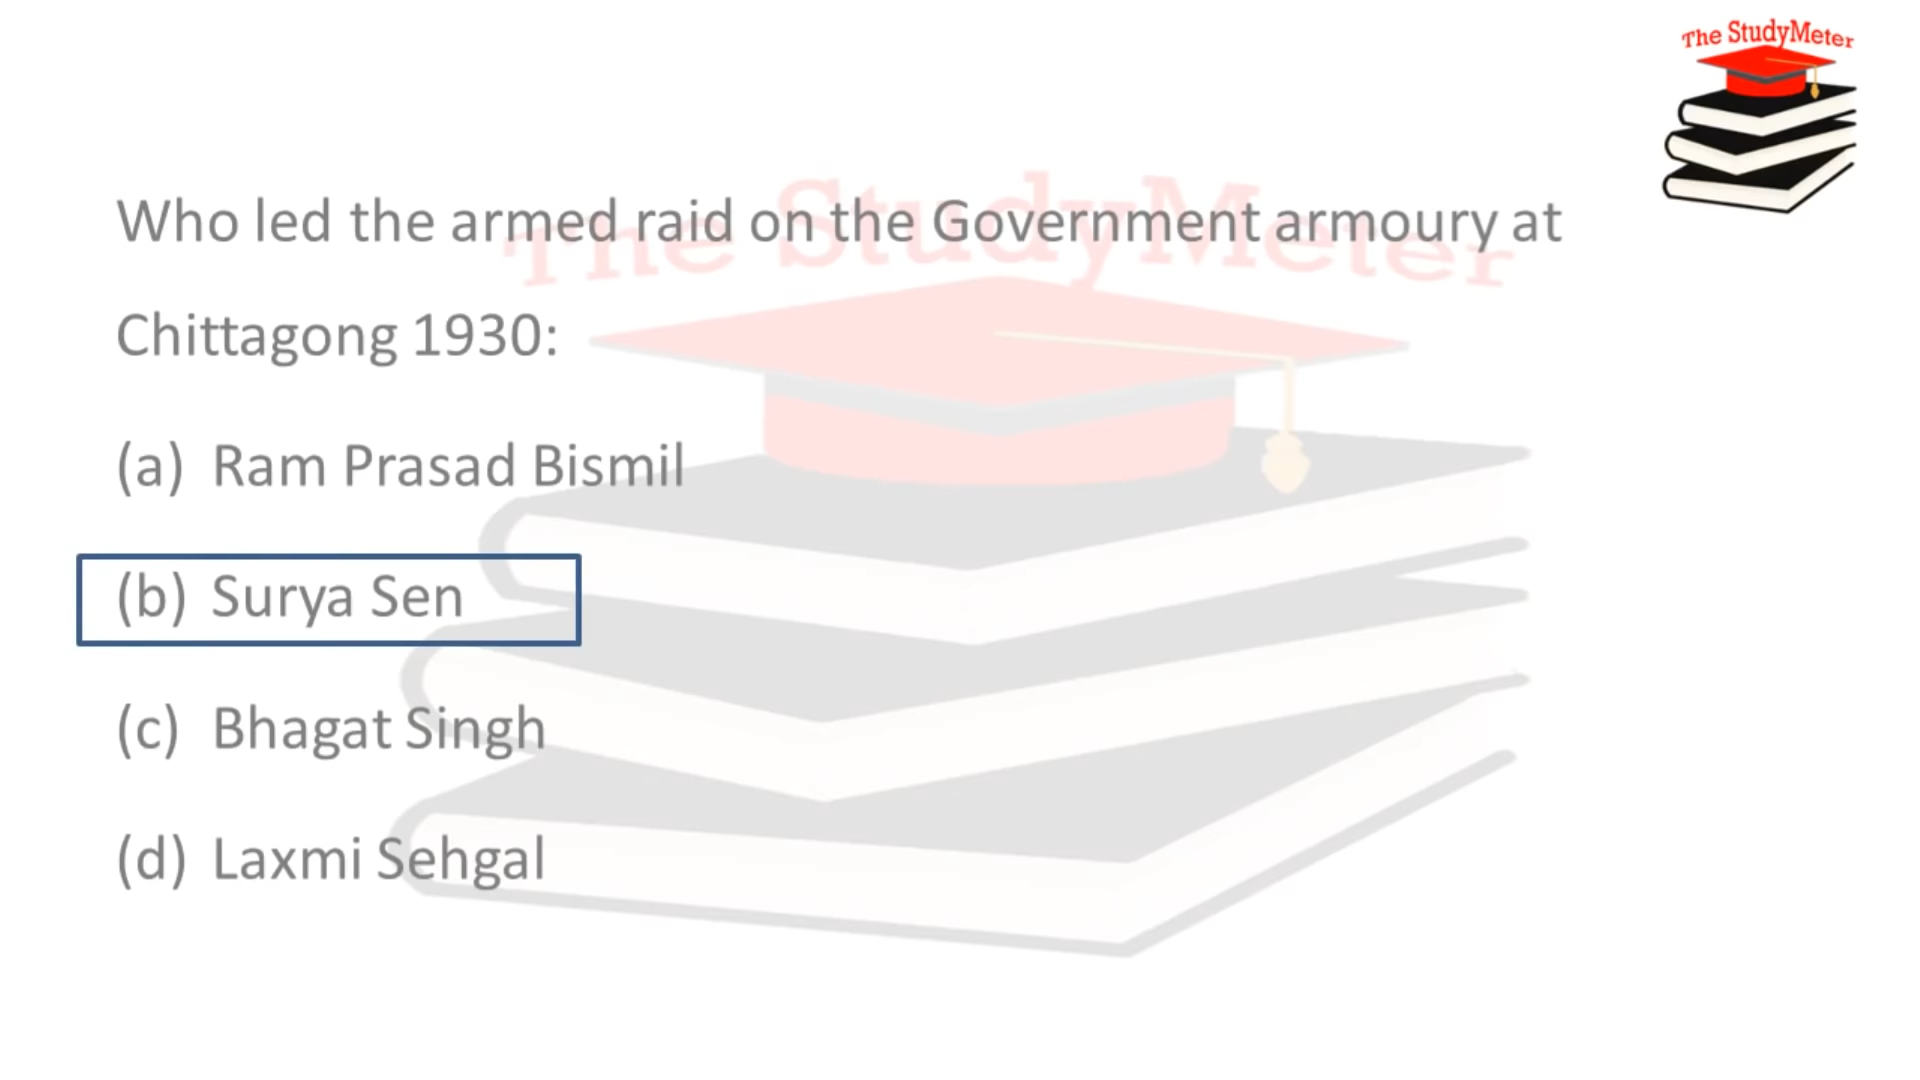 The StudyMeter
Who led the armed raid on the Government armoury at
The StudyMeter
Chittagong 1930:
(a) Ram Prasad Bismil
(b) Surya Sen
(c) Bhagat Singh
(d) Laxmi Sehgal